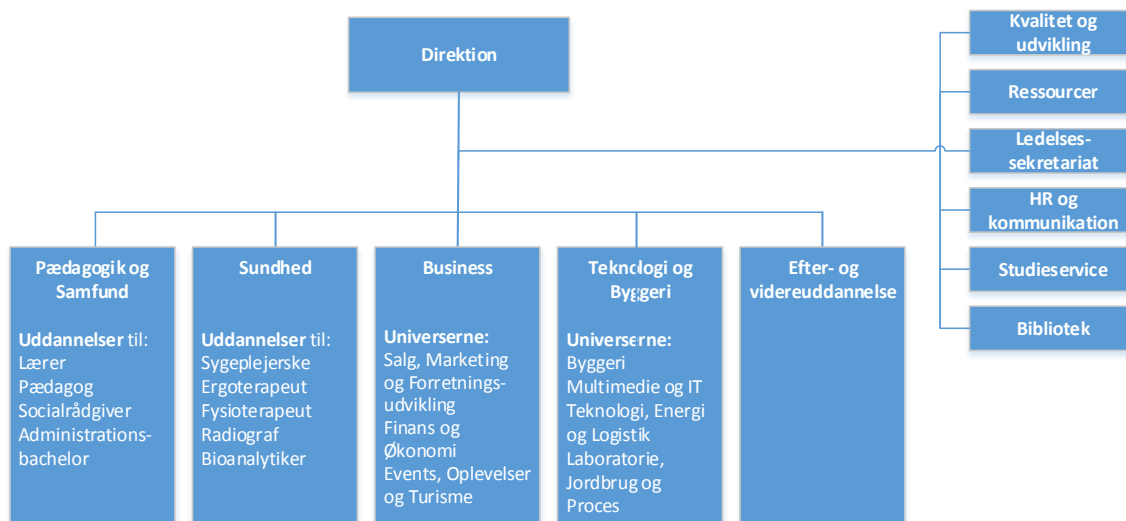 Direktion
Kvalitet og
udvikling
Ressourcer
Ledelses-
sekretariat
HR og
kommunikation
Studieservice
Bibliotek
Pædagogik og
Samfund
Uddannelser til:
Lærer
Pædagog
Socialrådgiver
Administrations-
bachelor
Sundhed
Uddannelser til:
Sygeplejerske
Ergoterapeut
Fysioterapeut
Radiograf
Bioanalytiker
Business
Universerne:
Salg, Marketing
og Forretnings-
udvikling
Finans og
Økonomi
Events, Oplevelser
og Turisme
Teknologi og
Byggeri
Universerne:
Byggeri
Multimedie og IT
Teknologi, Energi
og Logistik
Laboratorie,
Jordbrug og
Proces
Efter- og
videreuddannelse